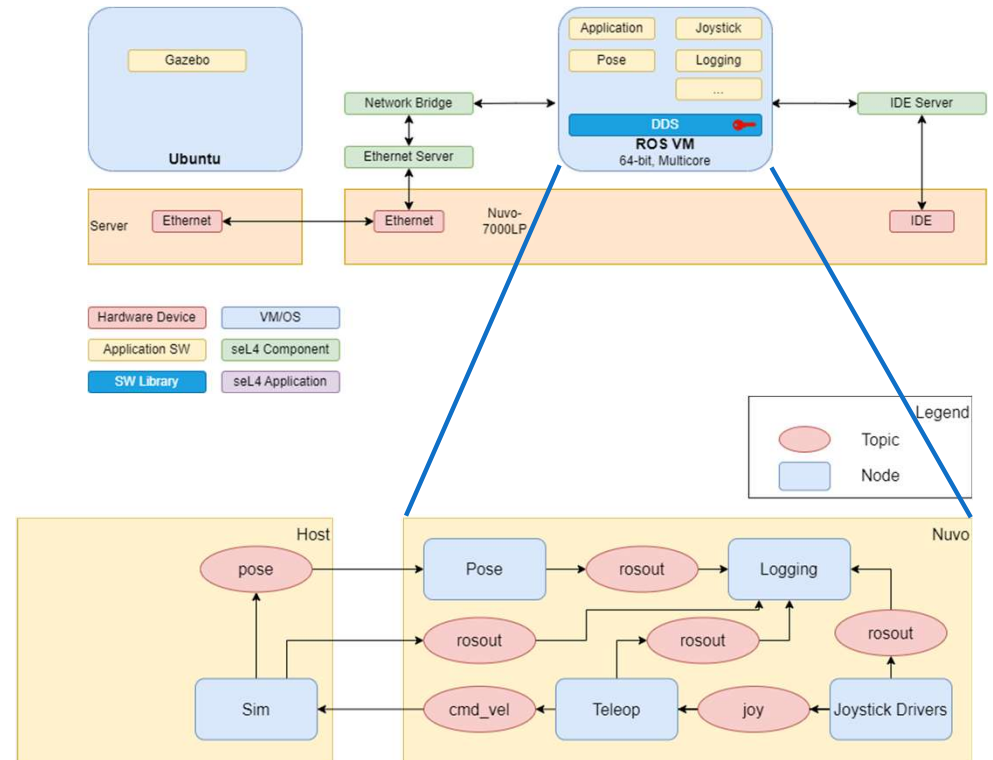 Gazebo
Ubuntu
Application
Joystick
Pose
Logging
...
DDS
ROS VM
64-bit, Multicore
Network Bridge
Ethernet Server
IDE Server
Server
Ethernet
Ethernet
Nuvo-
7000LP
IDE
Hardware Device
VM/OS
Application SW
seL4 Component
SW Library
seL4 Application
Legend
Topic
Node
Host
Nuvo
pose
Pose
rosout
Logging
rosout
rosout
rosout
Sim
cmd_vel
Teleop
joy
Joystick Drivers